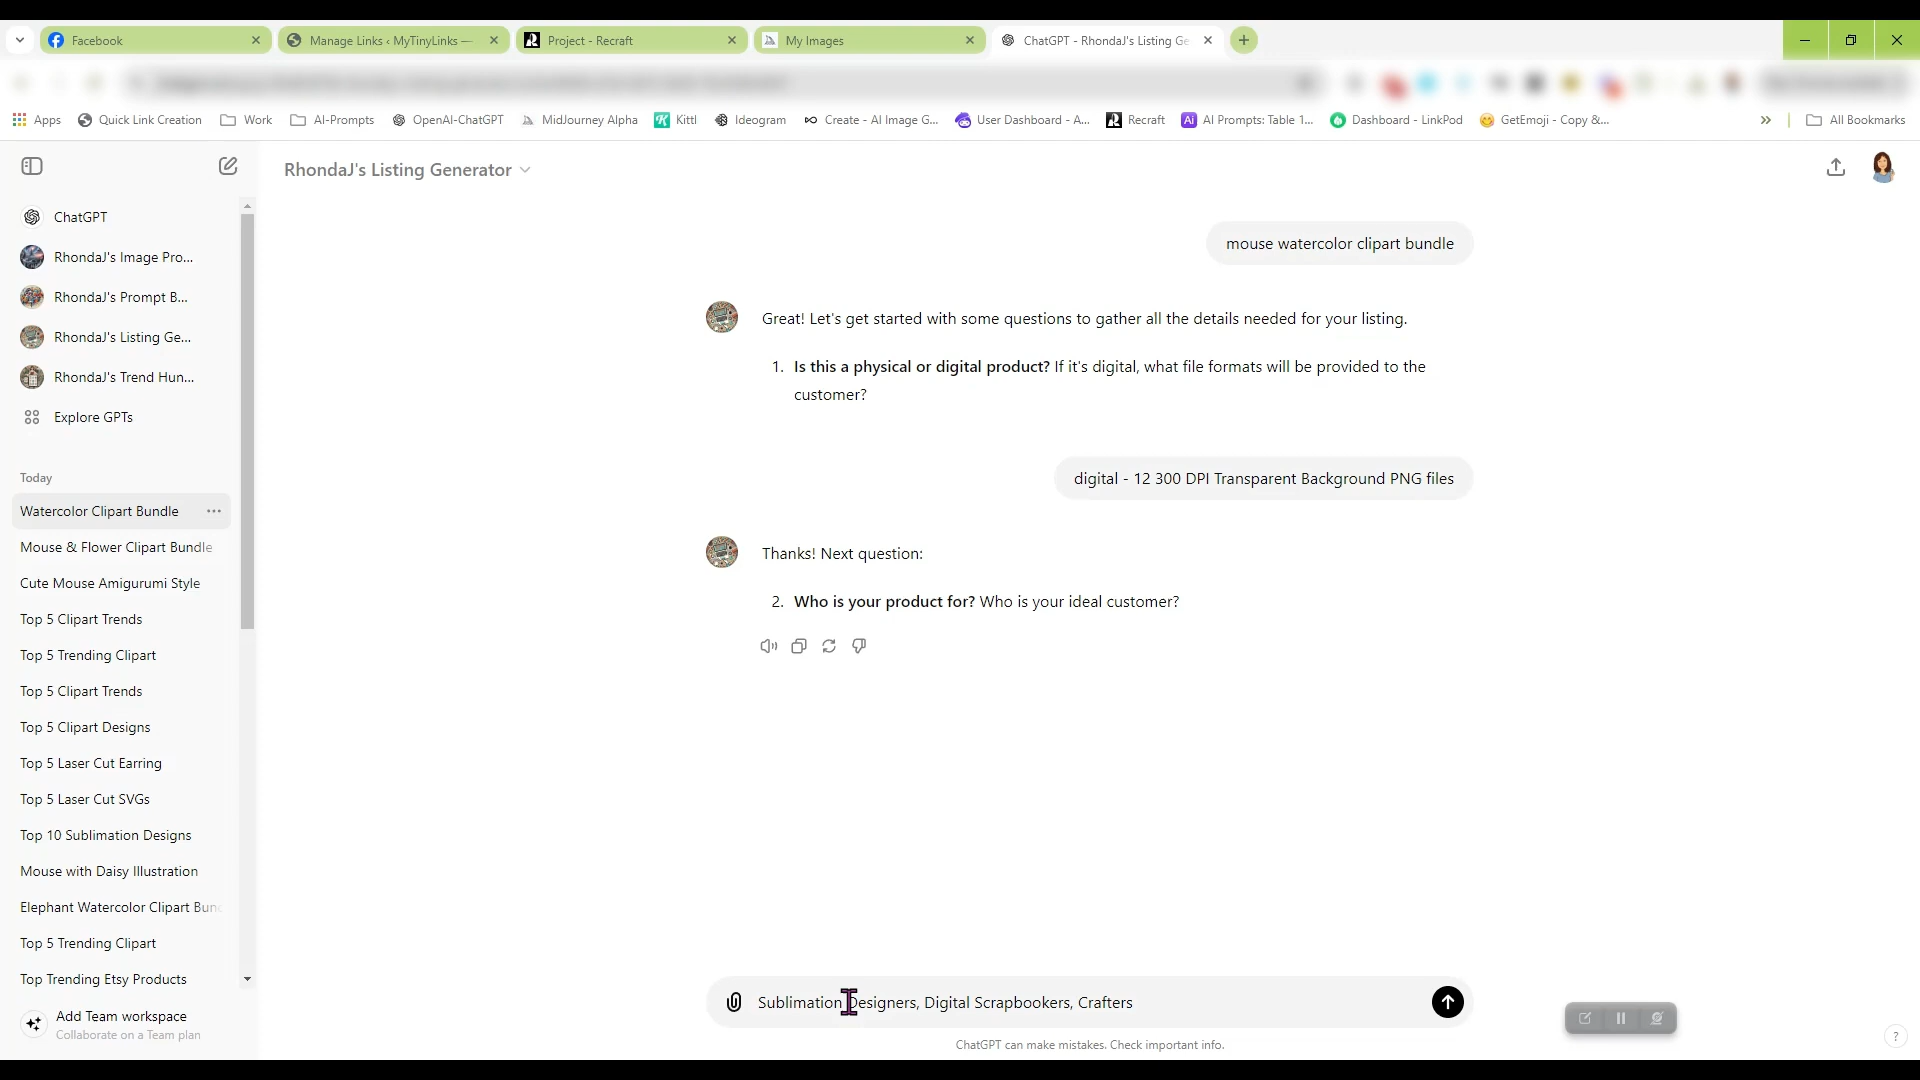 Facebook
Manage Links ‹ MyTinyLinks —
Project - Recraft
My Images
ChatGPT - RhondaJ's Listing Ge
Apps
Quick Link Creation
Work
AI-Prompts
OpenAI-ChatGPT
MidJourney Alpha
Kittl
Ideogram
Create - AI Image G...
User Dashboard - A...
Recraft
AI Prompts: Table 1...
Dashboard - LinkPod
GetEmoji - Copy &...
All Bookmarks
RhondaJ's Listing Generator
ChatGPT
RhondaJ's Image Pro...
RhondaJ's Prompt B...
RhondaJ's Listing Ge...
RhondaJ's Trend Hun...
Explore GPTs
Today
Watercolor Clipart Bundle
Mouse & Flower Clipart Bundle
Cute Mouse Amigurumi Style
Top 5 Clipart Trends
Top 5 Trending Clipart
Top 5 Clipart Trends
Top 5 Clipart Designs
Top 5 Laser Cut Earring
Top 5 Laser Cut SVGs
Top 10 Sublimation Designs
Mouse with Daisy Illustration
Elephant Watercolor Clipart Bun
Top 5 Trending Clipart
Top Trending Etsy Products
Add Team workspace
Collaborate on a Team plan
mouse watercolor clipart bundle
Great! Let's get started with some questions to gather all the details needed for your listing.
1. Is this a physical or digital product? If it's digital, what file formats will be provided to the
customer?
digital - 12 300 DPI Transparent Background PNG files
Thanks! Next question:
2. Who is your product for? Who is your ideal customer?
Sublimation Designers, Digital Scrapbookers, Crafters
ChatGPT can make mistakes. Check important info.
?